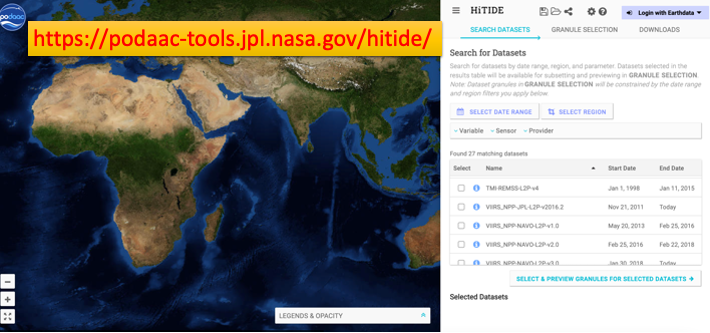 podaac
https://podaac-tools.jpl.nasa.gov/hitide/
HiTIDE
Login with Earthdata
SEARCH DATASETS GRANULE SELECTION DOWNLOADS
Search for Datasets
Search for datasets by date range, region, and parameter. Datasets selected in the
results table will be available for subsetting and previewing in GRANULE SELECTION.
Note: Dataset granules in GRANULE SELECTION will be constrained by the date range
and region filters you apply below.
SELECT DATE RANGE SELECT REGION
Variable Sensor Provider
Found 27 matching datasets
Select Name Start Date End Date
TMI-REMSS-L2P-v4 Jan 1, 1998 Jan 11, 2015
VIIRS_NPP-JPL-L2P-v2016.2 Nov 21, 2011 Today
VIIRS_NPP-NAVO-L2P-v1.0 May 20, 2013 Feb 25, 2016
VIIRS_NPP-NAVO-L2P-v2.0 Feb 25, 2016 Feb 22, 2018
VIIRS_NPP-NAVO-L2P-v3.0 Jan 30, 2018 Today
SELECT & PREVIEW GRANULES FOR SELECTED DATASETS →
Selected Datasets
LEGENDS & OPACITY